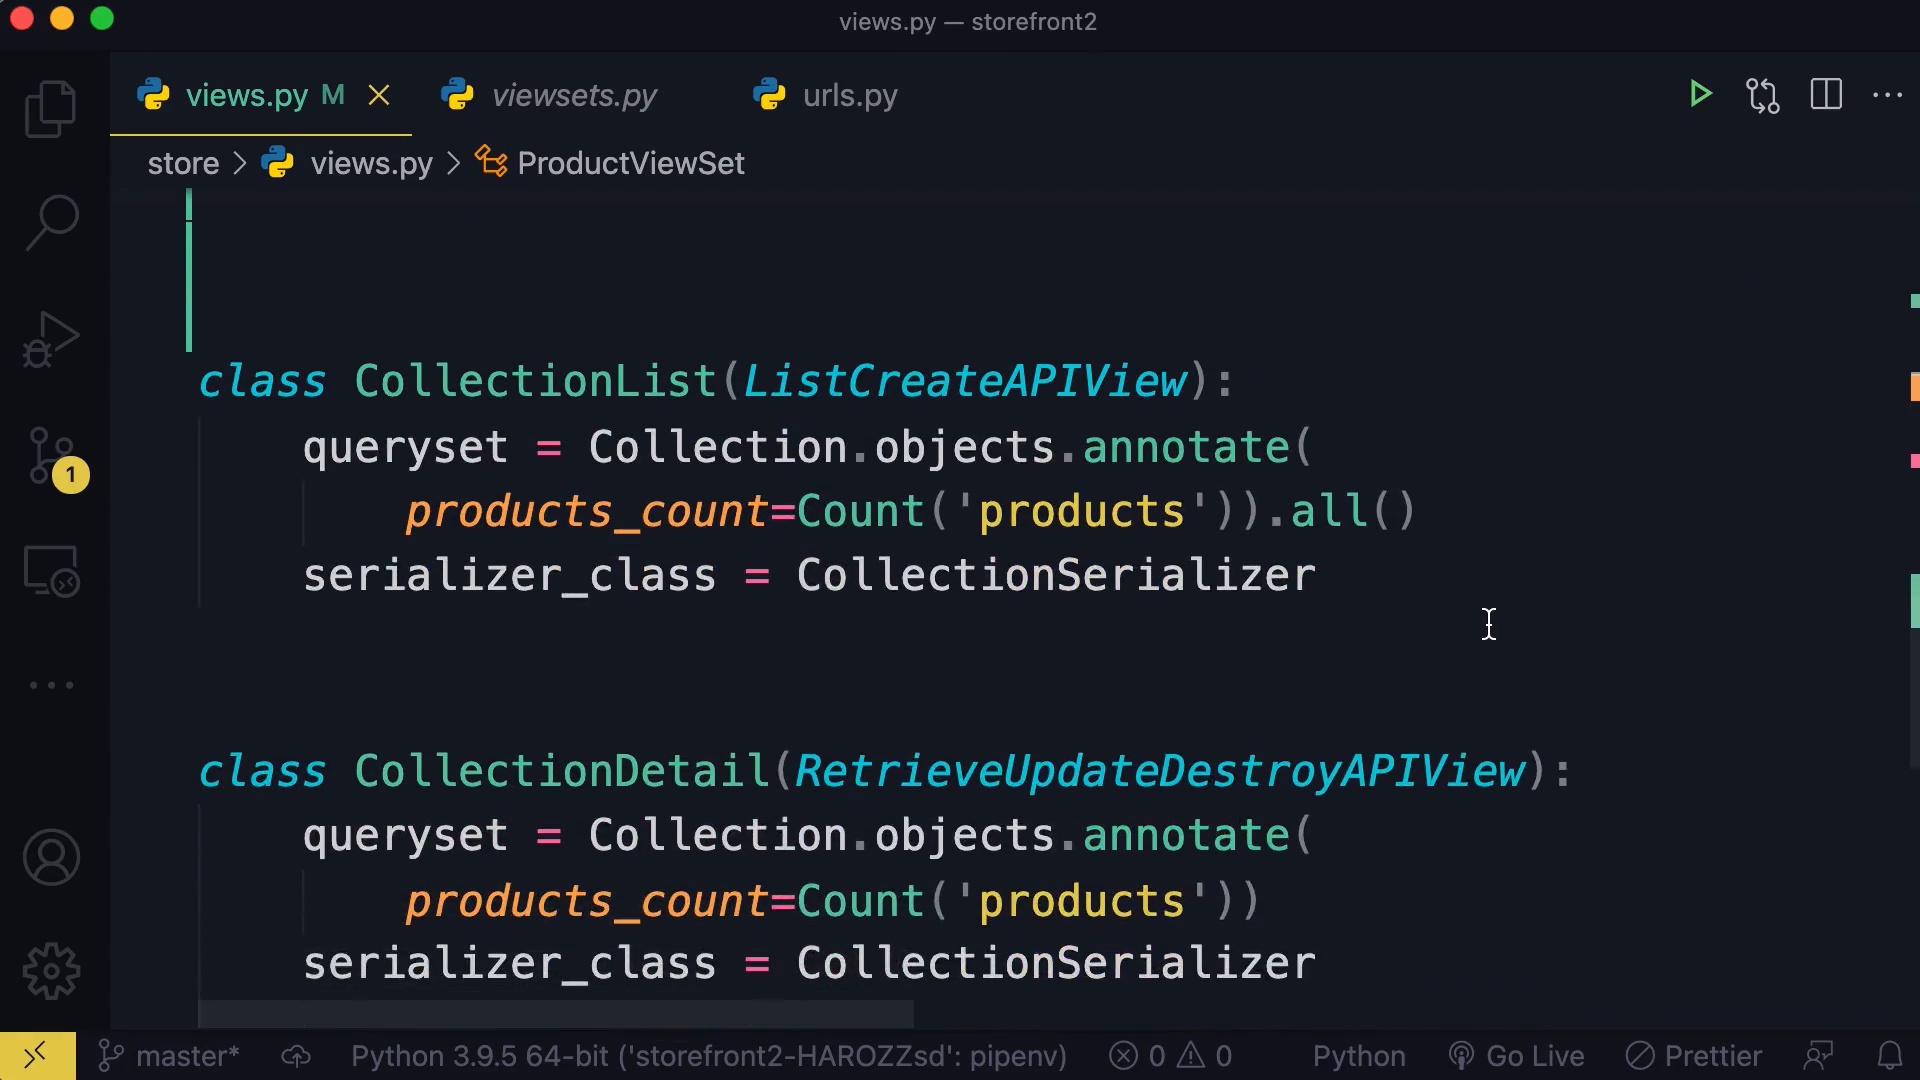 views.py — storefront2
views.py M viewsets.py urls.py
store > views.py > ProductViewSet
class CollectionList(ListCreateAPIView):
queryset = Collection.objects.annotate(
products_count=Count('products')).all()
serializer_class = CollectionSerializer
1
class CollectionDetail(RetrieveUpdateDestroyAPIView):
queryset = Collection.objects.annotate(
products_count=Count('products'))
serializer_class = CollectionSerializer
master* Python 3.9.5 64-bit ('storefront2-HAROZZsd': pipenv) 0 0 Python Go Live Prettier